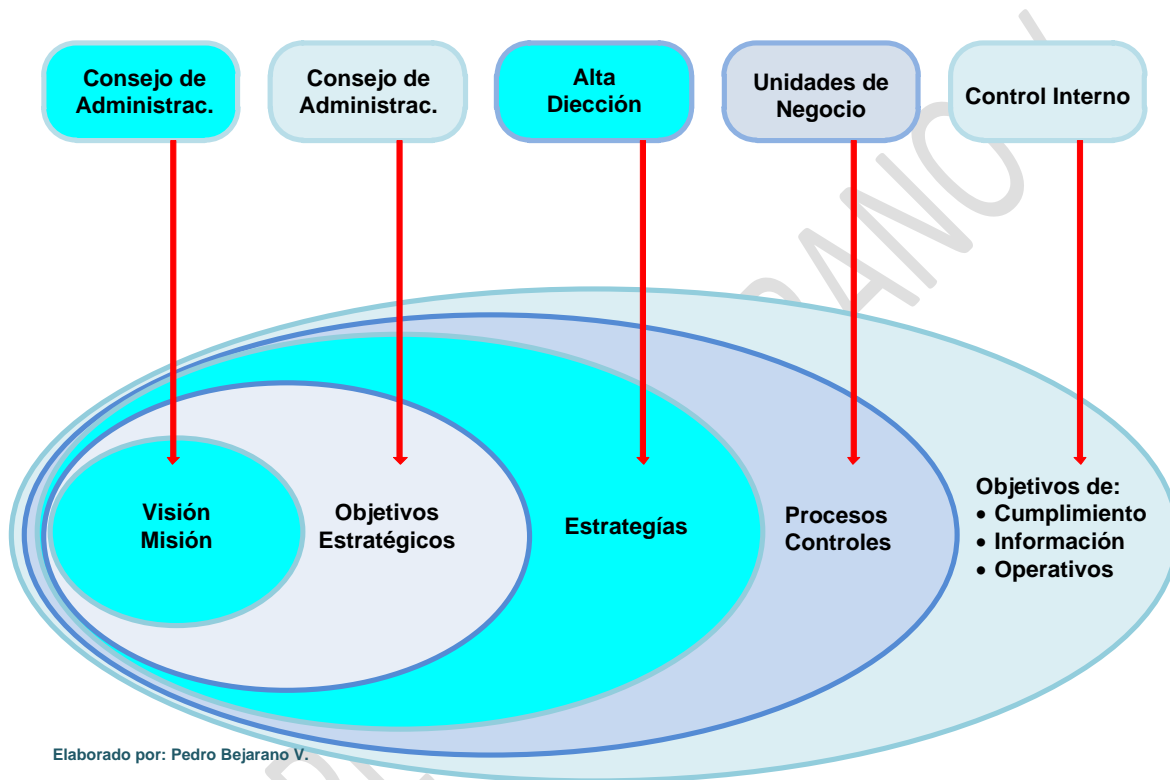 Consejo de
Administrac.
Consejo de
Administrac.
Alta
Diección
Unidades de
Negocio
Control Interno
Visión
Misión
Objetivos
Estratégicos
Estrategías
Procesos
Controles
Objetivos de:
• Cumplimiento
• Información
• Operativos
Elaborado por: Pedro Bejarano V.